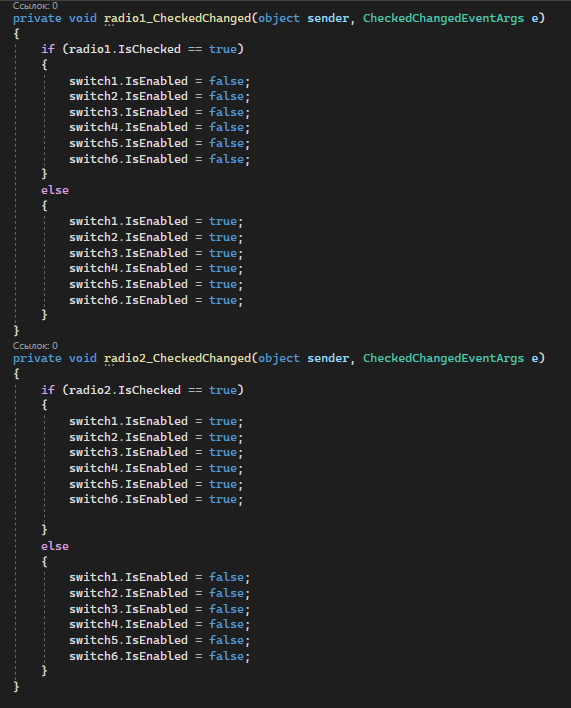 Ссылок: 0
private void radio1_CheckedChanged(object sender, CheckedChangedEventArgs e)
{
    if (radio1.IsChecked == true)
    {
        switch1.IsEnabled = false;
        switch2.IsEnabled = false;
        switch3.IsEnabled = false;
        switch4.IsEnabled = false;
        switch5.IsEnabled = false;
        switch6.IsEnabled = false;
    }
    else
    {
        switch1.IsEnabled = true;
        switch2.IsEnabled = true;
        switch3.IsEnabled = true;
        switch4.IsEnabled = true;
        switch5.IsEnabled = true;
        switch6.IsEnabled = true;
    }
}
Ссылок: 0
private void radio2_CheckedChanged(object sender, CheckedChangedEventArgs e)
{
    if (radio2.IsChecked == true)
    {
        switch1.IsEnabled = true;
        switch2.IsEnabled = true;
        switch3.IsEnabled = true;
        switch4.IsEnabled = true;
        switch5.IsEnabled = true;
        switch6.IsEnabled = true;

    }
    else
    {
        switch1.IsEnabled = false;
        switch2.IsEnabled = false;
        switch3.IsEnabled = false;
        switch4.IsEnabled = false;
        switch5.IsEnabled = false;
        switch6.IsEnabled = false;
    }
}